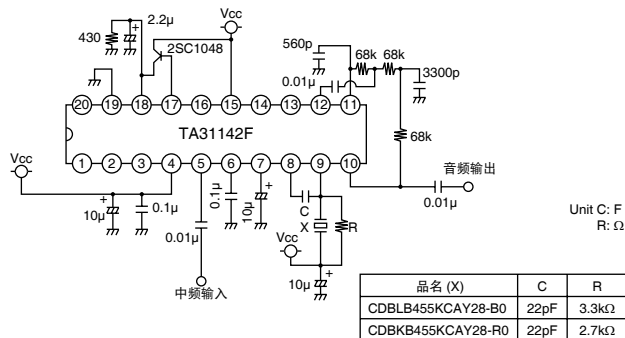 Vcc
2.2μ
+
430
2SC1048
560p
68k 68k
0.01μ
3300p
20 19 18 17 16 15 14 13 12 11
TA31142F
68k
1 2 3 4 5 6 7 8 9 10
Vcc
音频输出
+
10μ
0.1μ
0.1μ
+
10μ
C
X
R
0.01μ
0.01μ
Vcc
+
10μ
中频输入
Unit C: F
R: Ω
品名 (X) C R
CDBLB455KCAY28-B0 22pF 3.3kΩ
CDBKB455KCAY28-R0 22pF 2.7kΩ